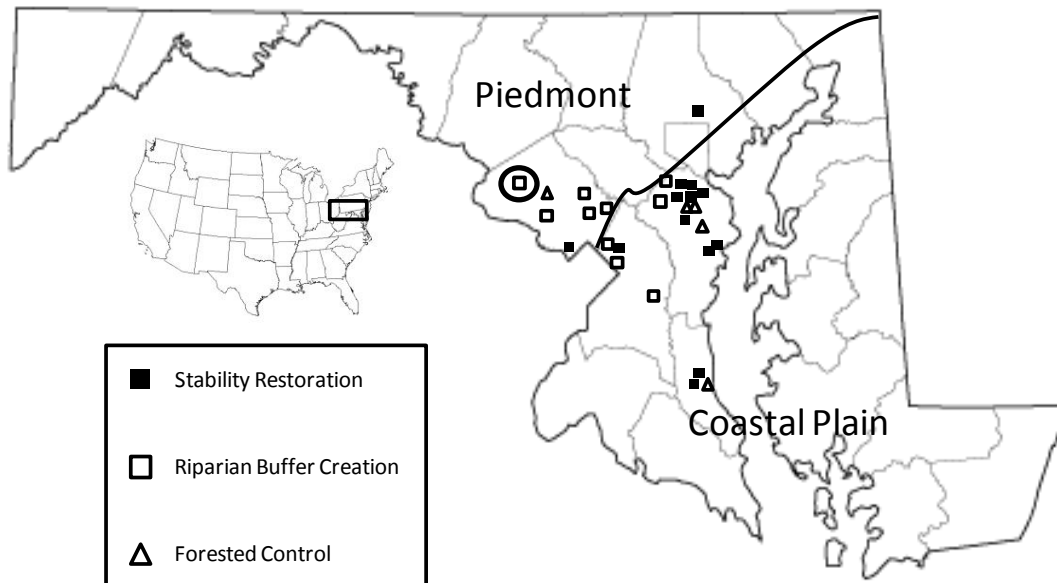 Piedmont
Coastal Plain
Stability Restoration
Riparian Buffer Creation
Forested Control